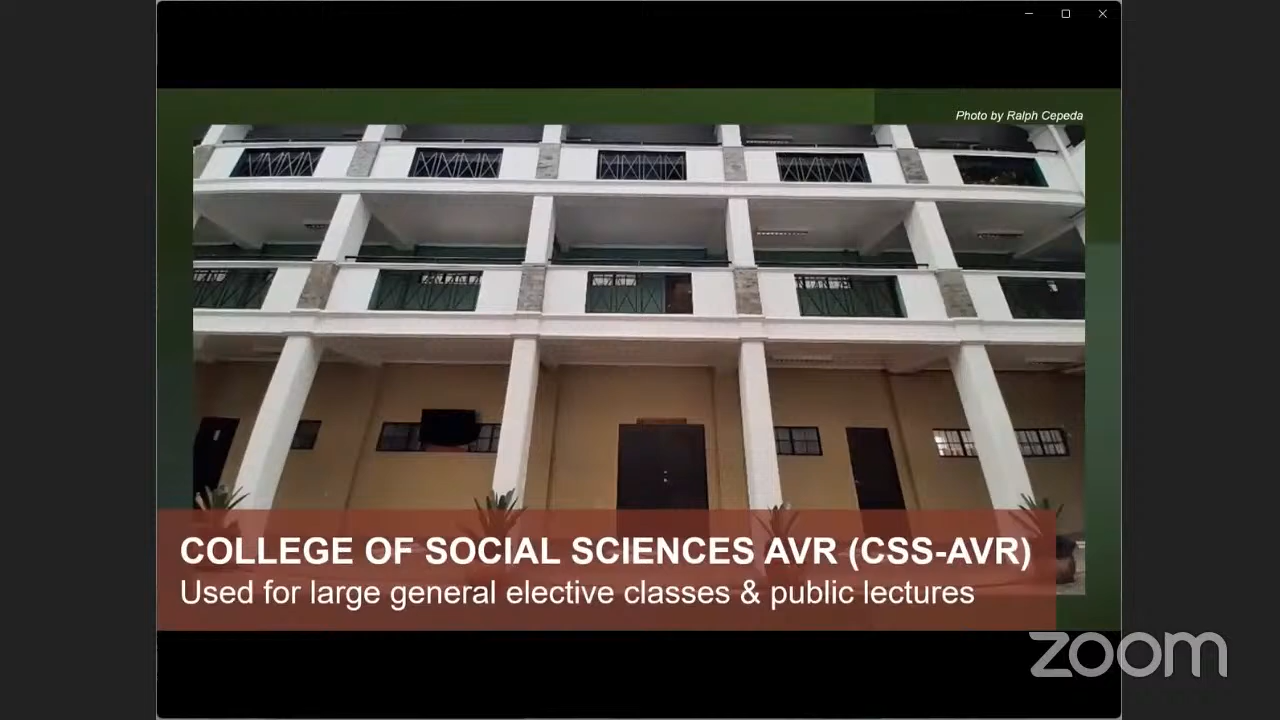 Photo by Ralph Cepeda
COLLEGE OF SOCIAL SCIENCES AVR (CSS-AVR)
Used for large general elective classes & public lectures
zoom